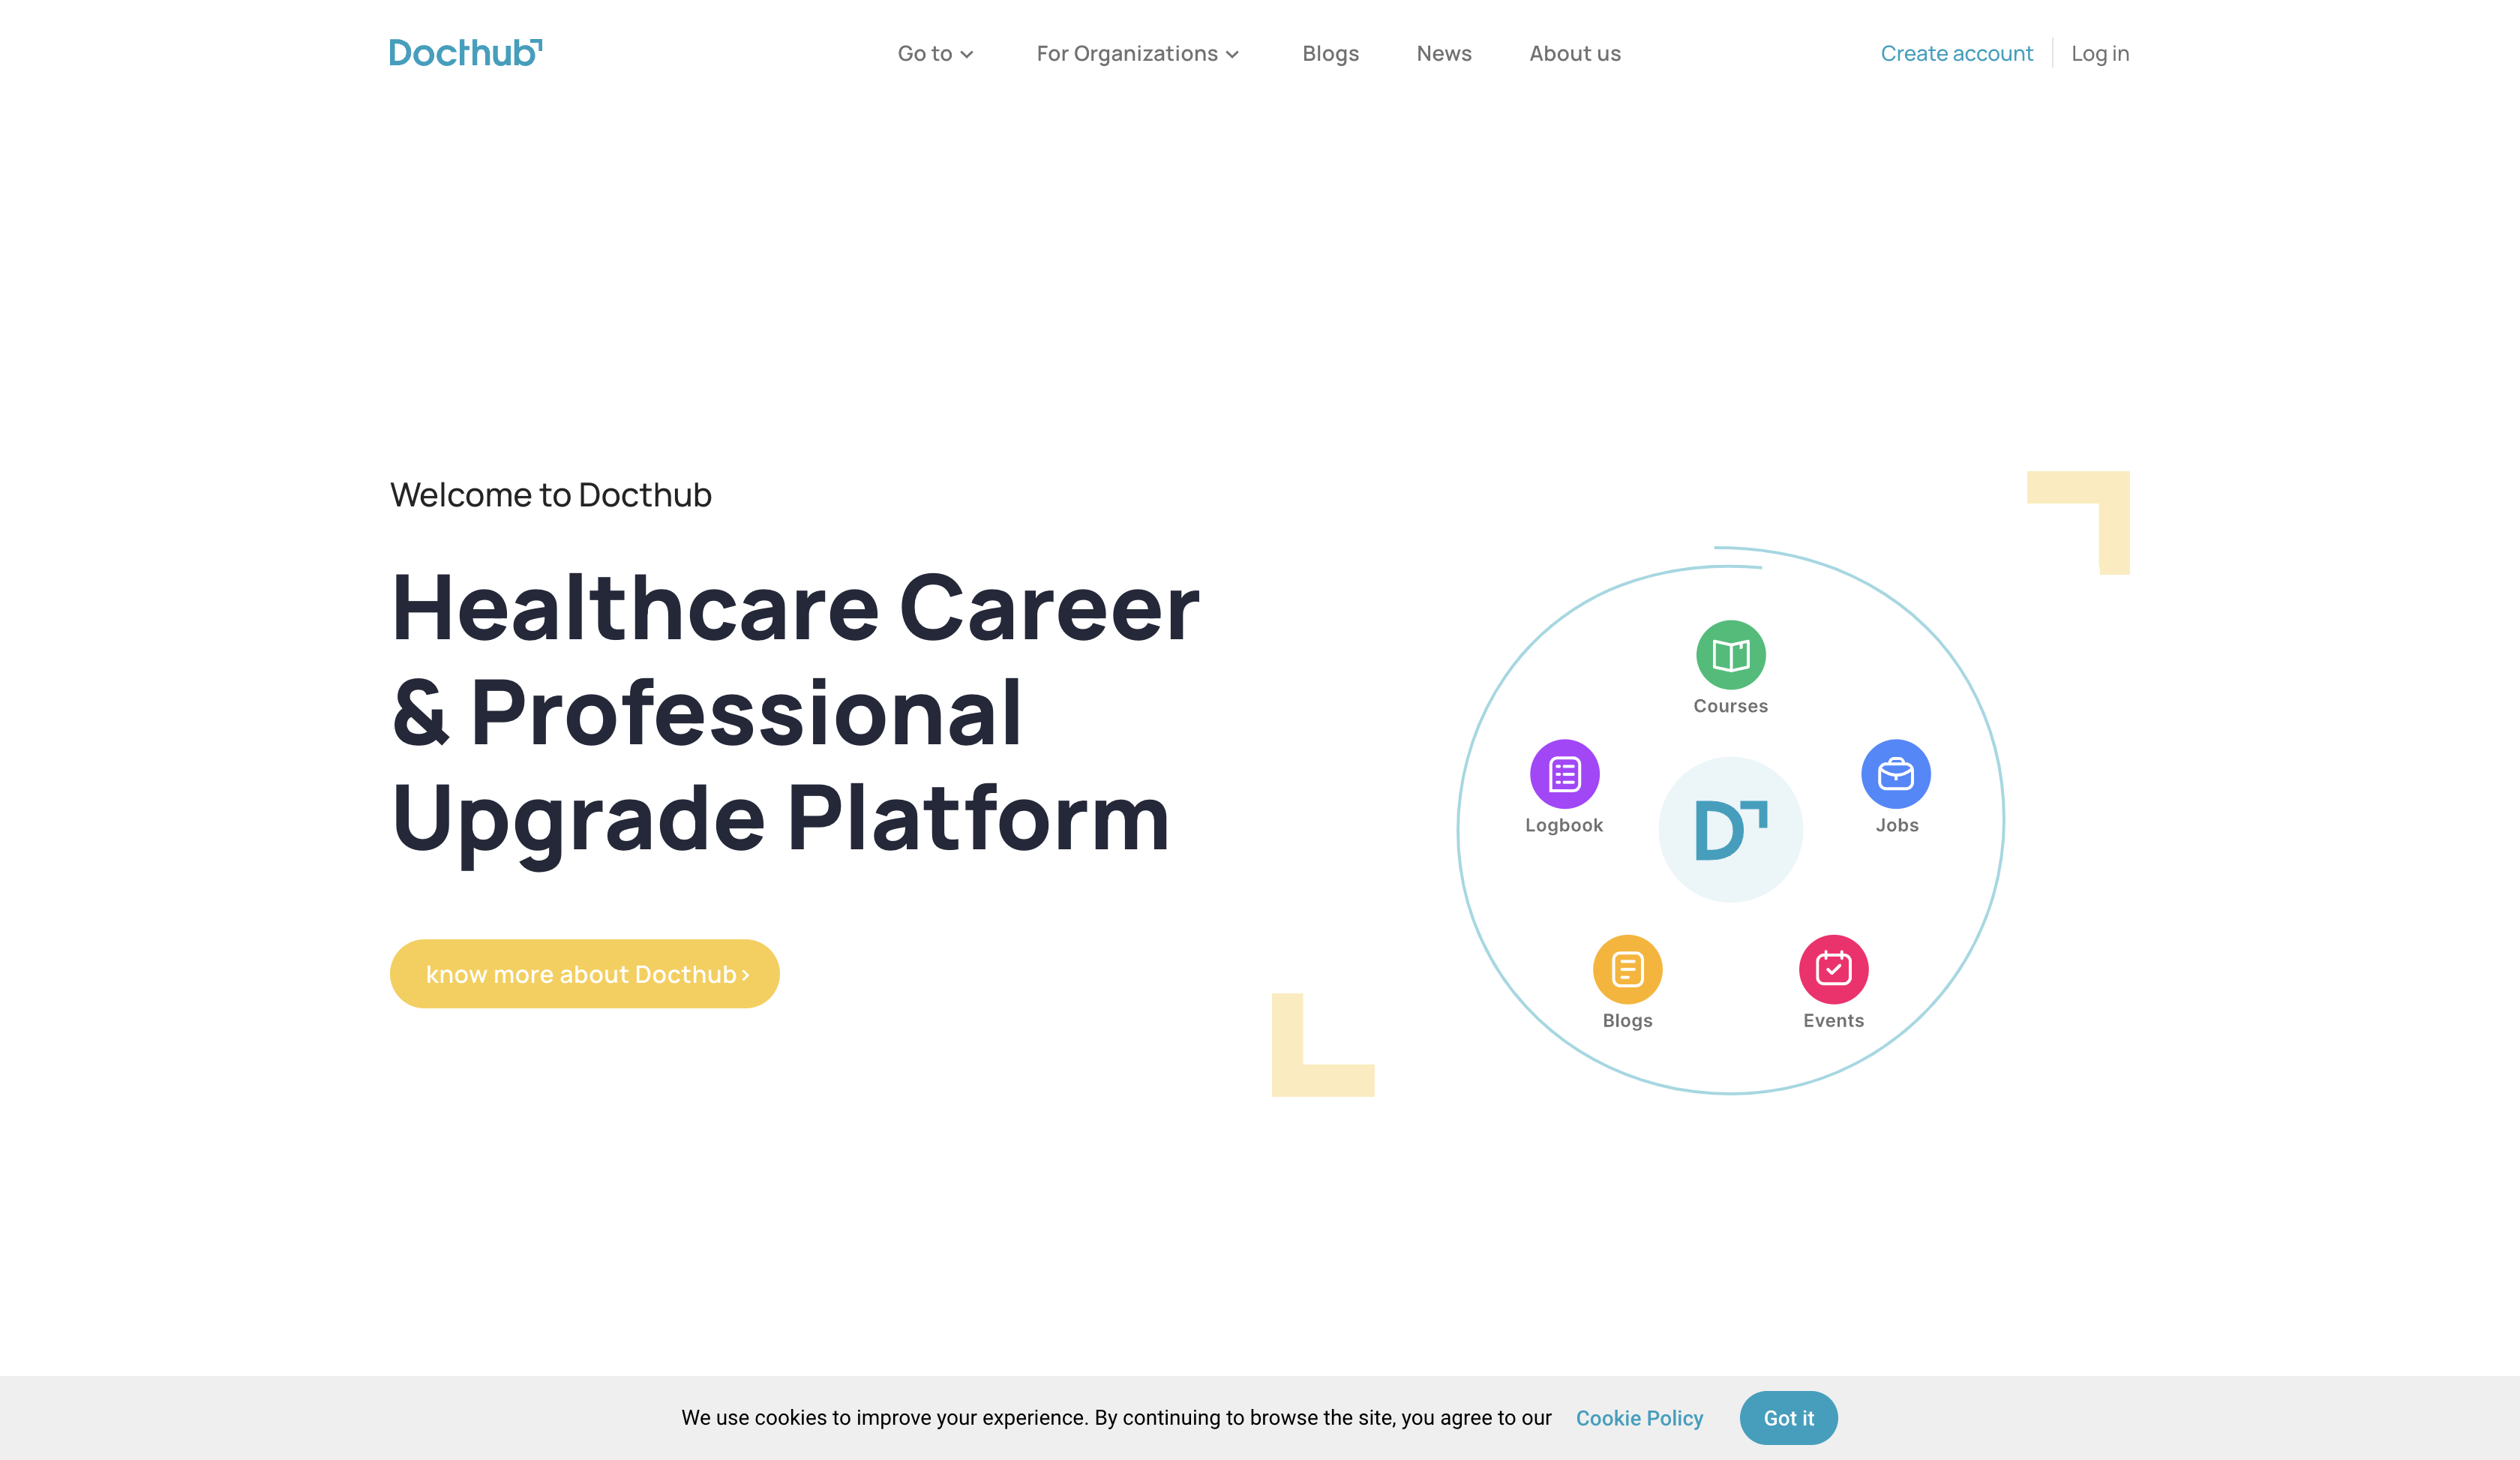 Docthub
Go to
For Organizations
Blogs
News
About us
Create account
Log in
Welcome to Docthub
Healthcare Career
& Professional
Upgrade Platform
know more about Docthub
Courses
Logbook
Jobs
D
Blogs
Events
We use cookies to improve your experience. By continuing to browse the site, you agree to our Cookie Policy
Got it